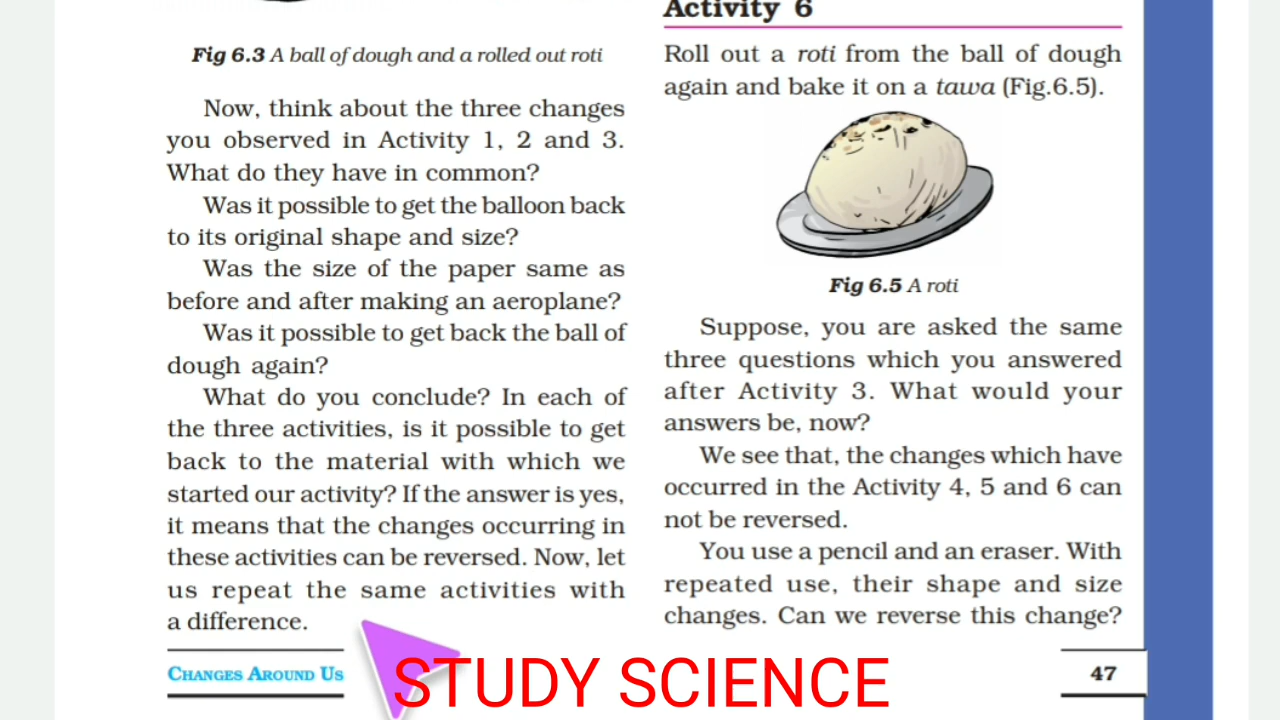 Fig 6.3 A ball of dough and a rolled out roti
Now, think about the three changes
you observed in Activity 1, 2 and 3.
What do they have in common?
Was it possible to get the balloon back
to its original shape and size?
Was the size of the paper same as
before and after making an aeroplane?
Was it possible to get back the ball of
dough again?
What do you conclude? In each of
the three activities, is it possible to get
back to the material with which we
started our activity? If the answer is yes,
it means that the changes occurring in
these activities can be reversed. Now, let
us repeat the same activities with
a difference.
Activity 6
Roll out a roti from the ball of dough
again and bake it on a tawa (Fig.6.5).
Fig 6.5 A roti
Suppose, you are asked the same
three questions which you answered
after Activity 3. What would your
answers be, now?
We see that, the changes which have
occurred in the Activity 4, 5 and 6 can
not be reversed.
You use a pencil and an eraser. With
repeated use, their shape and size
changes. Can we reverse this change?
CHANGES AROUND US
STUDY SCIENCE
47